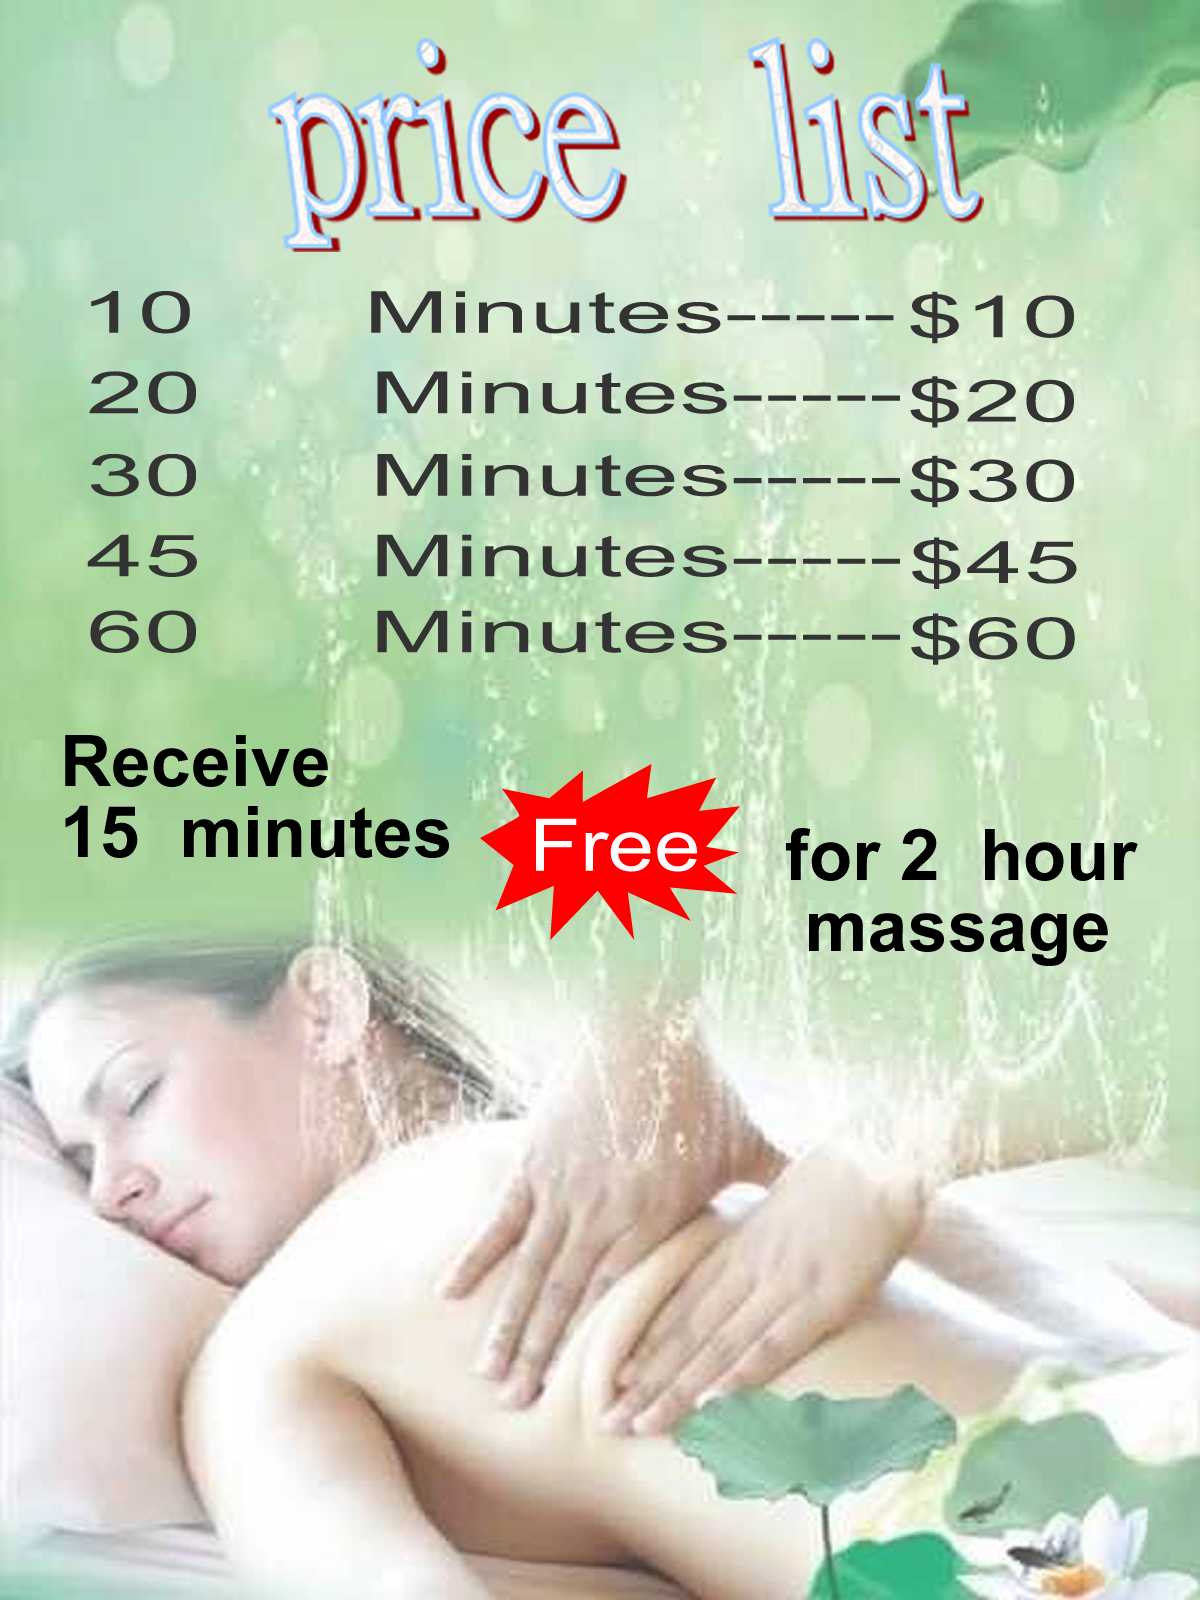 price list
10 Minutes-----$10
20 Minutes-----$20
30 Minutes-----$30
45 Minutes-----$45
60 Minutes-----$60
Receive
15 minutes
Free
for 2 hour
massage